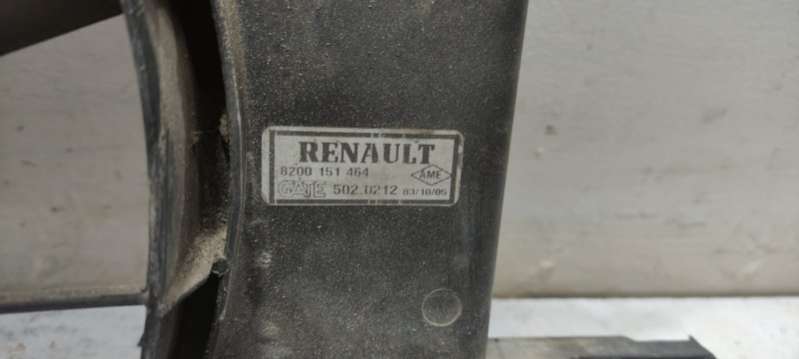 RENAULT
8200 151 464
AME
GATE 502.0212 03/10/05